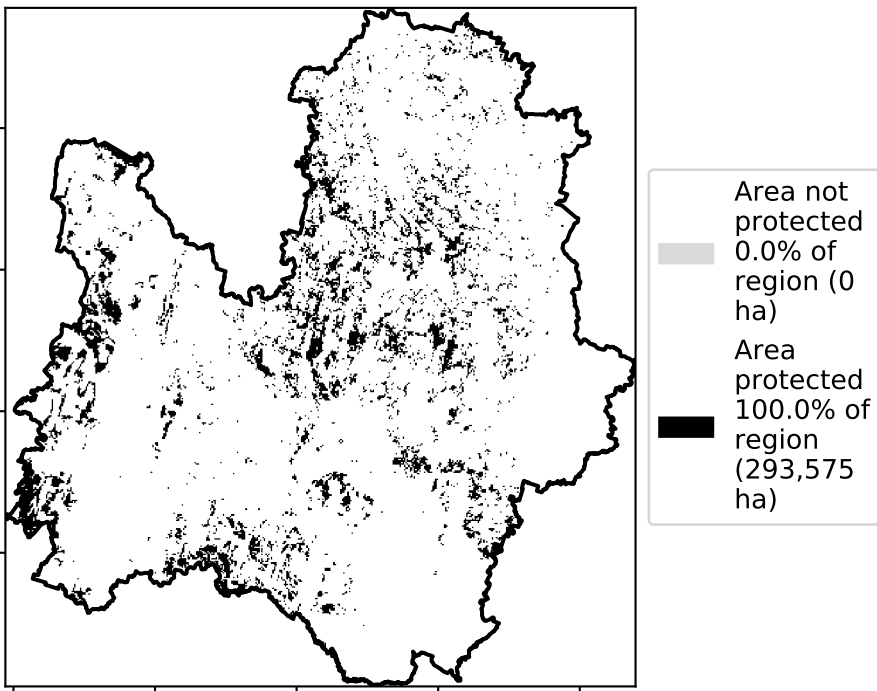 Area not
protected
0.0% of
region (0
ha)
Area
protected
100.0% of
region
(293,575
ha)